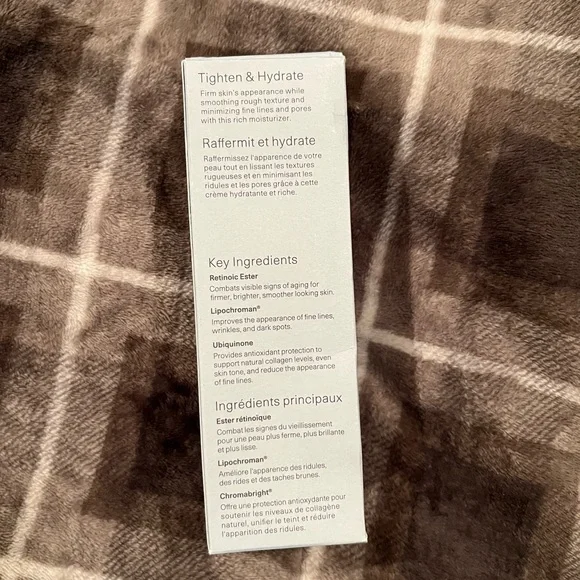 Tighten & Hydrate
Firm skin's appearance while
smoothing rough texture and
minimizing fine lines and pores
with this rich moisturizer.
Raffermit et hydrate
Raffermissez l'apparence de votre
peau tout en lissant les textures
rugueuses et en minimisant les
ridules et les pores grâce à cette
crème hydratante et riche.
Key Ingredients
Retinoic Ester
Combats visible signs of aging for
firmer, brighter, smoother looking skin.
Lipochroman®
Improves the appearance of fine lines,
wrinkles, and dark spots.
Ubiquinone
Provides antioxidant protection to
support natural collagen levels, even
skin tone, and reduce the appearance
of fine lines.
Ingrédients principaux
Ester rétinoïque
Combat les signes du vieillissement
pour une peau plus ferme, plus brillante
et plus lisse.
Lipochroman®
Améliore l'apparence des ridules,
des rides et des taches brunes.
Chromabright®
Offre une protection antioxydante pour
soutenir les niveaux de collagène
naturel, unifier le teint et réduire
l'apparition des ridules.